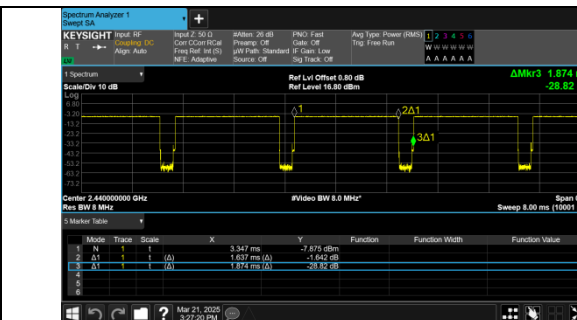 Spectrum Analyzer 1
Swept SA
+
KEYSIGHT Input: RF Input Z: 50 Ω #Atten: 26 dB PNO: Fast Avg Type: Power (RMS) 1 2 3 4 5 6
R T Coupling: DC Corr CCorr RCal Preamp: Off Gate: Off Trig: Free Run W W W W W W
Align: Auto Freq Ref: Int (S) µW Path: Standard IF Gain: Low A A A A A A
NFE: Adaptive Source: Off Sig Track: Off
1 Spectrum Ref Lvl Offset 0.80 dB ΔMkr3 1.874
Scale/Div 10 dB Ref Level 16.80 dBm -28.82
Log
6.80
-3.20
-13.2
-23.2
-33.2
-43.2
-53.2
-63.2
-73.2
1
2Δ1
3Δ1
Center 2.440000000 GHz #Video BW 8.0 MHz* Span
Res BW 8 MHz Sweep 8.00 ms (10001
5 Marker Table
Mode Trace Scale X Y Function Function Width Function Value
1 N 1 t 3.347 ms -7.875 dBm
2 Δ1 1 t (Δ) 1.637 ms (Δ) -1.642 dB
3 Δ1 1 t (Δ) 1.874 ms (Δ) -28.82 dB
4
5
6
? Mar 21, 2025
3:27:20 PM